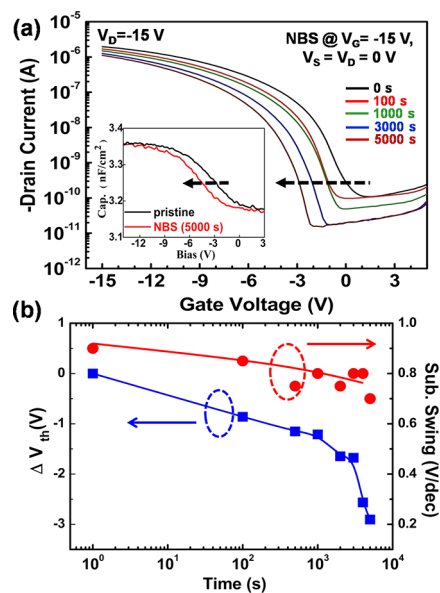 (a)
V_D=-15 V
NBS @ V_G= -15 V,
V_S = V_D = 0 V
0 s
100 s
1000 s
3000 s
5000 s
-Drain Current (A)
10^-5
10^-6
10^-7
10^-8
10^-9
10^-10
10^-11
10^-12
-15 -12 -9 -6 -3 0 3
Gate Voltage (V)
Cap. ( nF/cm^2)
3.4
3.3
3.2
3.1
pristine
NBS (5000 s)
-12 -9 -6 -3 0 3
Bias (V)
(b)
Δ V_th(V)
1
0
-1
-2
-3
Sub. Swing (V/dec)
1.0
0.8
0.6
0.4
0.2
10^0 10^1 10^2 10^3 10^4
Time (s)